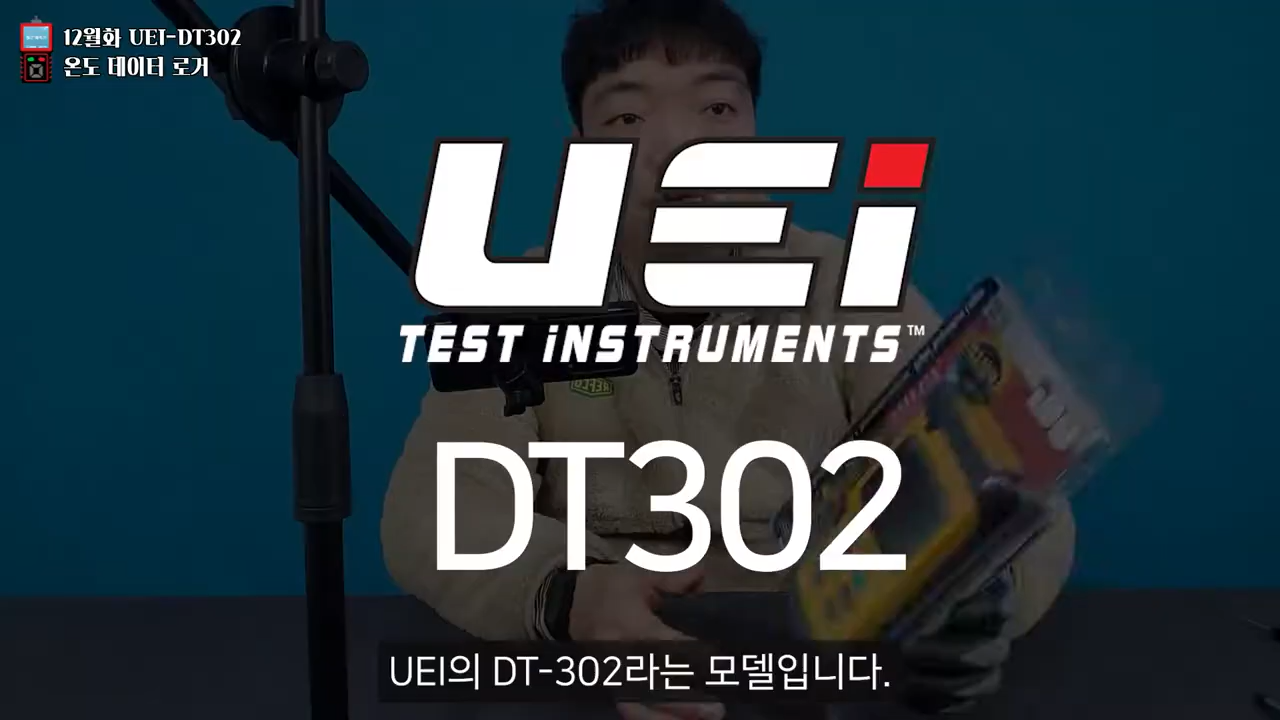 12월화 UEI-DT302
온도 데이터 로거
UEi
TEST iNSTRUMENTS™
REFCO
DT302
UEI의 DT-302라는 모델입니다.